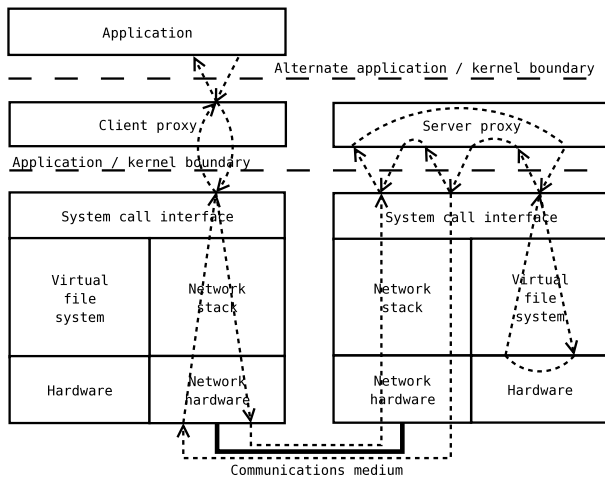 Application
Alternate application / kernel boundary
Client proxy
Server proxy
Application / kernel boundary
System call interface
System call interface
Virtual
file
system
Network
stack
Network
stack
Virtual
file
system
Hardware
Network
hardware
Network
hardware
Hardware
Communications medium